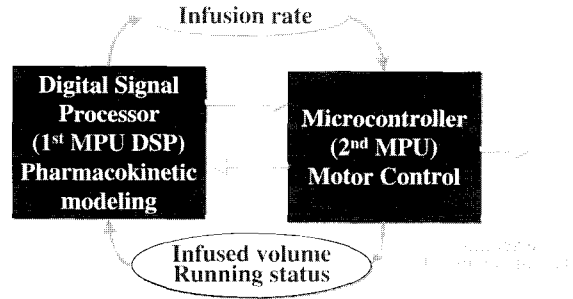 Infusion rate
Digital Signal
Processor
(1st MPU DSP)
Pharmacokinetic
modeling
Microcontroller
(2nd MPU)
Motor Control
Infused volume
Running status